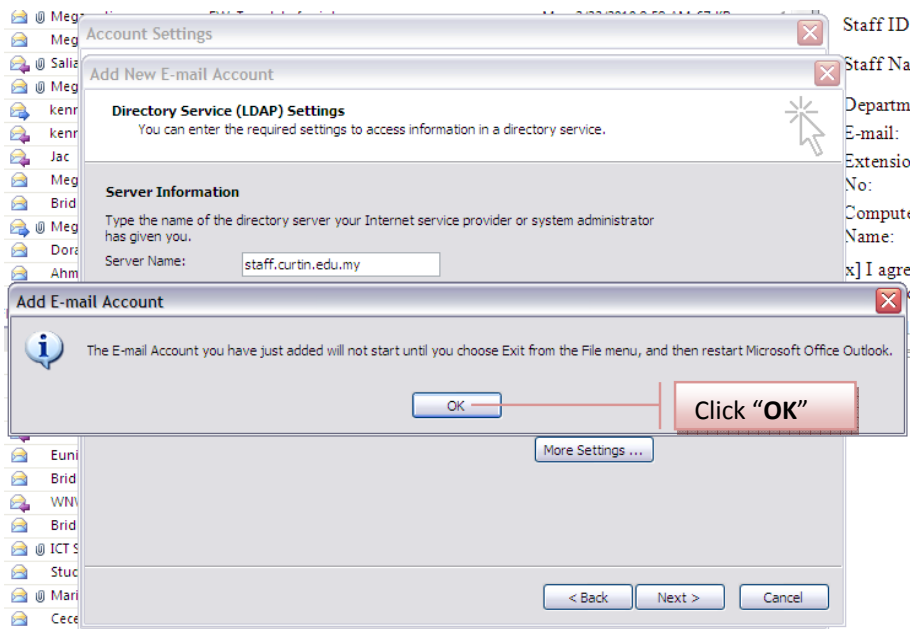 Meg
Staff ID
Account Settings
Meg
Salia
Add New E-mail Account
Staff Na
Meg
kenn
Directory Service (LDAP) Settings
Departm
You can enter the required settings to access information in a directory service.
kenn
E-mail:
Jac
Extensio
Meg
No:
Server Information
Brid
Compute
Meg
Type the name of the directory server your Internet service provider or system administrator
has given you.
Name:
Dora
Server Name:
staff.curtin.edu.my
Ahm
x] I agre
Add E-mail Account
The E-mail Account you have just added will not start until you choose Exit from the File menu, and then restart Microsoft Office Outlook.
OK
Click “OK”
More Settings ...
Euni
Brid
WNV
Brid
ICT S
Stud
Mari
< Back
Next >
Cancel
Cece